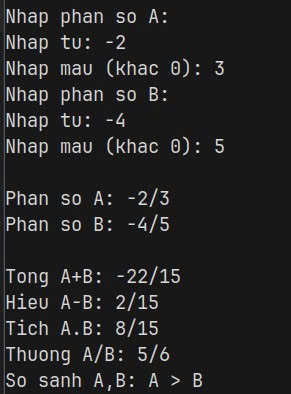 Nhap phan so A:
Nhap tu: -2
Nhap mau (khac 0): 3
Nhap phan so B:
Nhap tu: -4
Nhap mau (khac 0): 5
Phan so A: -2/3
Phan so B: -4/5
Tong A+B: -22/15
Hieu A-B: 2/15
Tich A.B: 8/15
Thuong A/B: 5/6
So sanh A,B: A > B